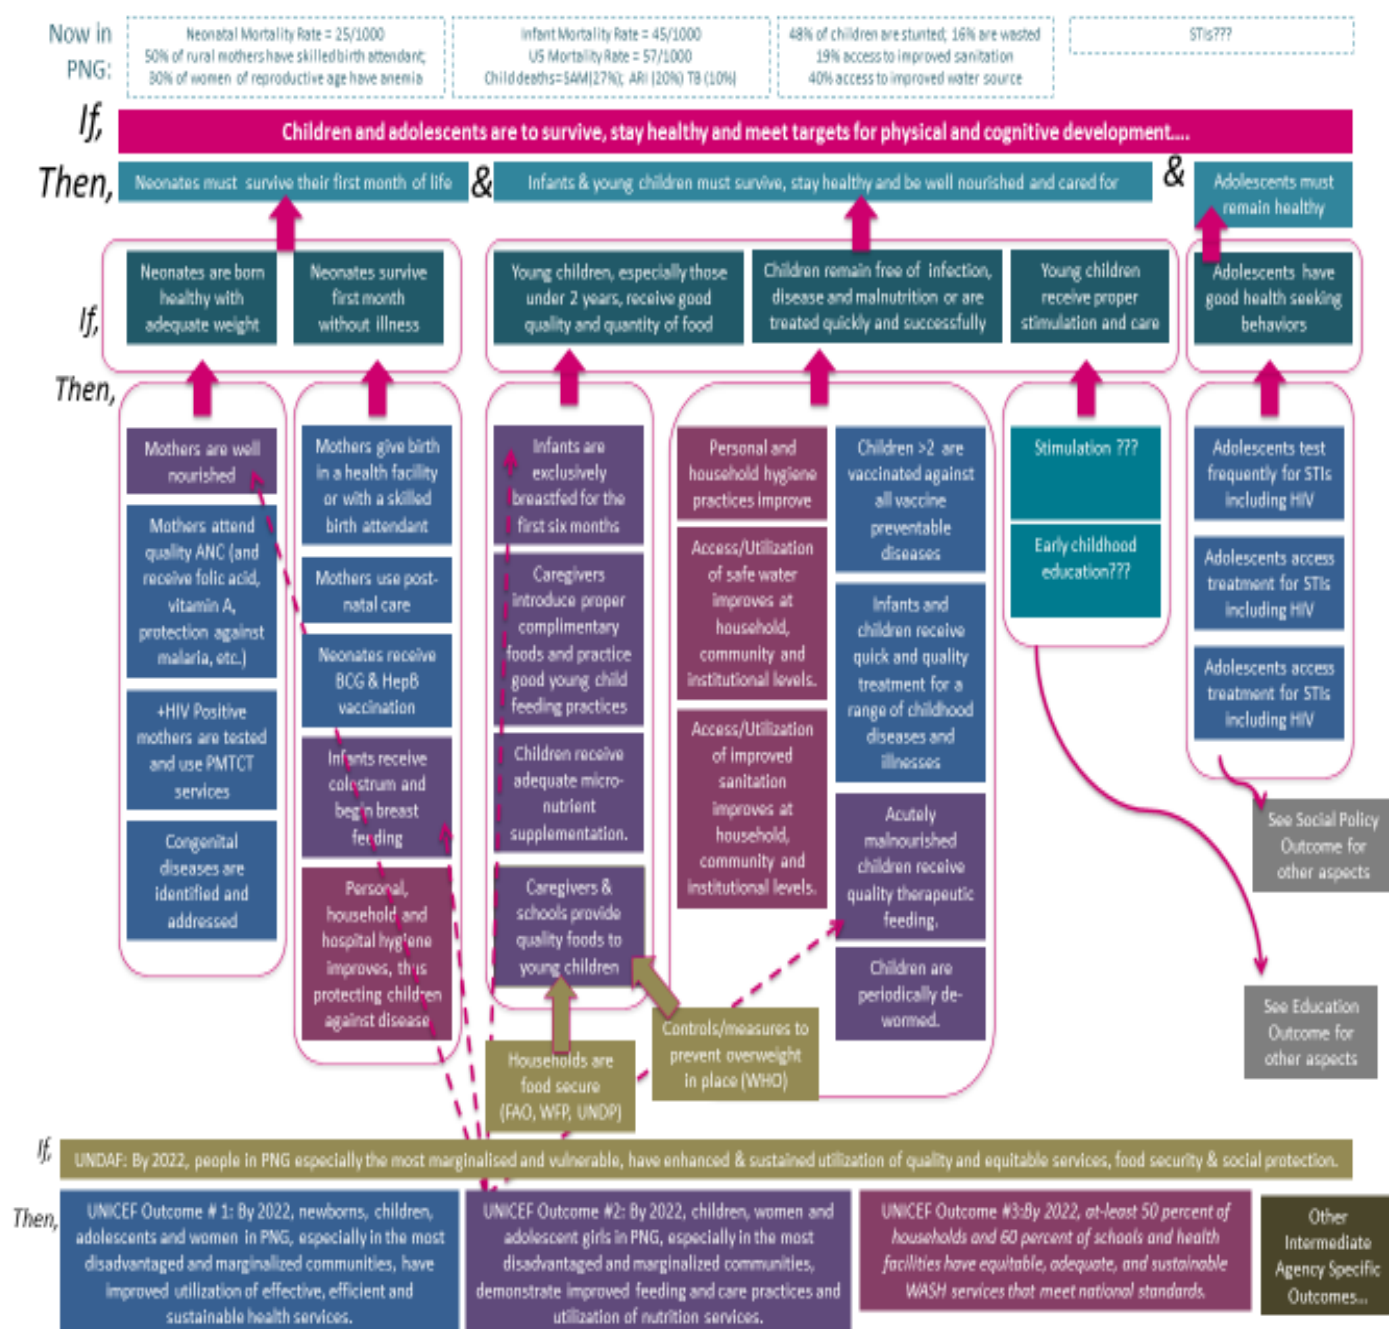 Now in
PNG:
Neonatal Mortality Rate = 25/1000
50% of rural mothers have skilled birth attendant;
30% of women of reproductive age have anemia
Infant Mortality Rate = 45/1000
US Mortality Rate = 57/1000
Child deaths=SAM(27%); ARI (20%) TB (10%)
48% of children are stunted; 16% are wasted
19% access to improved sanitation
40% access to improved water source
STIs???
If,
Children and adolescents are to survive, stay healthy and meet targets for physical and cognitive development....
Then,
Neonates must survive their first month of life
&
Infants & young children must survive, stay healthy and be well nourished and cared for
&
Adolescents must
remain healthy
If,
Neonates are born
healthy with
adequate weight
Neonates survive
first month
without illness
Young children, especially those
under 2 years, receive good
quality and quantity of food
Children remain free of infection,
disease and malnutrition or are
treated quickly and successfully
Young children
receive proper
stimulation and care
Adolescents have
good health seeking
behaviors
Then,
Mothers are well
nourished
Mothers attend
quality ANC (and
receive folic acid,
vitamin A,
protection against
malaria, etc.)
+HIV Positive
mothers are tested
and use PMTCT
services
Congenital
diseases are
identified and
addressed
Mothers give birth
in a health facility
or with a skilled
birth attendant
Mothers use post-
natal care
Neonates receive
BCG & HepB
vaccination
Infants receive
colostrum and
begin breast
feeding
Personal,
household and
hospital hygiene
improves, thus
protecting children
against disease
Infants are
exclusively
breastfed for the
first six months
Caregivers
introduce proper
complimentary
foods and practice
good young child
feeding practices
Children receive
adequate micro-
nutrient
supplementation.
Caregivers &
schools provide
quality foods to
young children
Personal and
household hygiene
practices improve
Access/Utilization
of safe water
improves at
household,
community and
institutional levels.
Access/Utilization
of improved
sanitation
improves at
household,
community and
institutional levels.
Children >2 are
vaccinated against
all vaccine
preventable
diseases
Infants and
children receive
quick and quality
treatment for a
range of childhood
diseases and
illnesses
Acutely
malnourished
children receive
quality therapeutic
feeding.
Children are
periodically de-
wormed.
Stimulation ???
Early childhood
education???
Adolescents test
frequently for STIs
including HIV
Adolescents access
treatment for STIs
including HIV
Adolescents access
treatment for STIs
including HIV
See Social Policy
Outcome for
other aspects
See Education
Outcome for
other aspects
Controls/measures to
prevent overweight
in place (WHO)
Households are
food secure
(FAO, WFP, UNDP)
If,
UNDAF: By 2022, people in PNG especially the most marginalised and vulnerable, have enhanced & sustained utilization of quality and equitable services, food security & social protection.
Then,
UNICEF Outcome # 1: By 2022, newborns, children,
adolescents and women in PNG, especially in the most
disadvantaged and marginalized communities, have
improved utilization of effective, efficient and
sustainable health services.
UNICEF Outcome #2: By 2022, children, women and
adolescent girls in PNG, especially in the most
disadvantaged and marginalized communities,
demonstrate improved feeding and care practices and
utilization of nutrition services.
UNICEF Outcome #3:By 2022, at-least 50 percent of
households and 60 percent of schools and health
facilities have equitable, adequate, and sustainable
WASH services that meet national standards.
Other
Intermediate
Agency Specific
Outcomes...